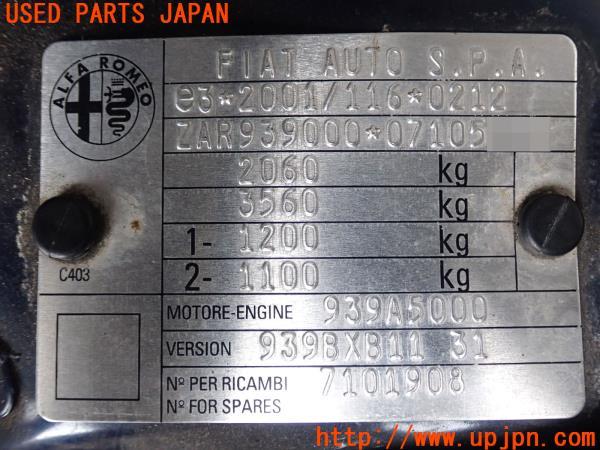 USED PARTS JAPAN
ALFA ROMEO
FIAT AUTO S.P.A.
e3*2001/116*0212
ZAR939000*07105
2060 kg
3560 kg
1- 1200 kg
2- 1100 kg
C403
MOTORE-ENGINE 939A5000
VERSION 939BXB11 31
Nº PER RICAMBI 7101908
Nº FOR SPARES
http://www.upjpn.com